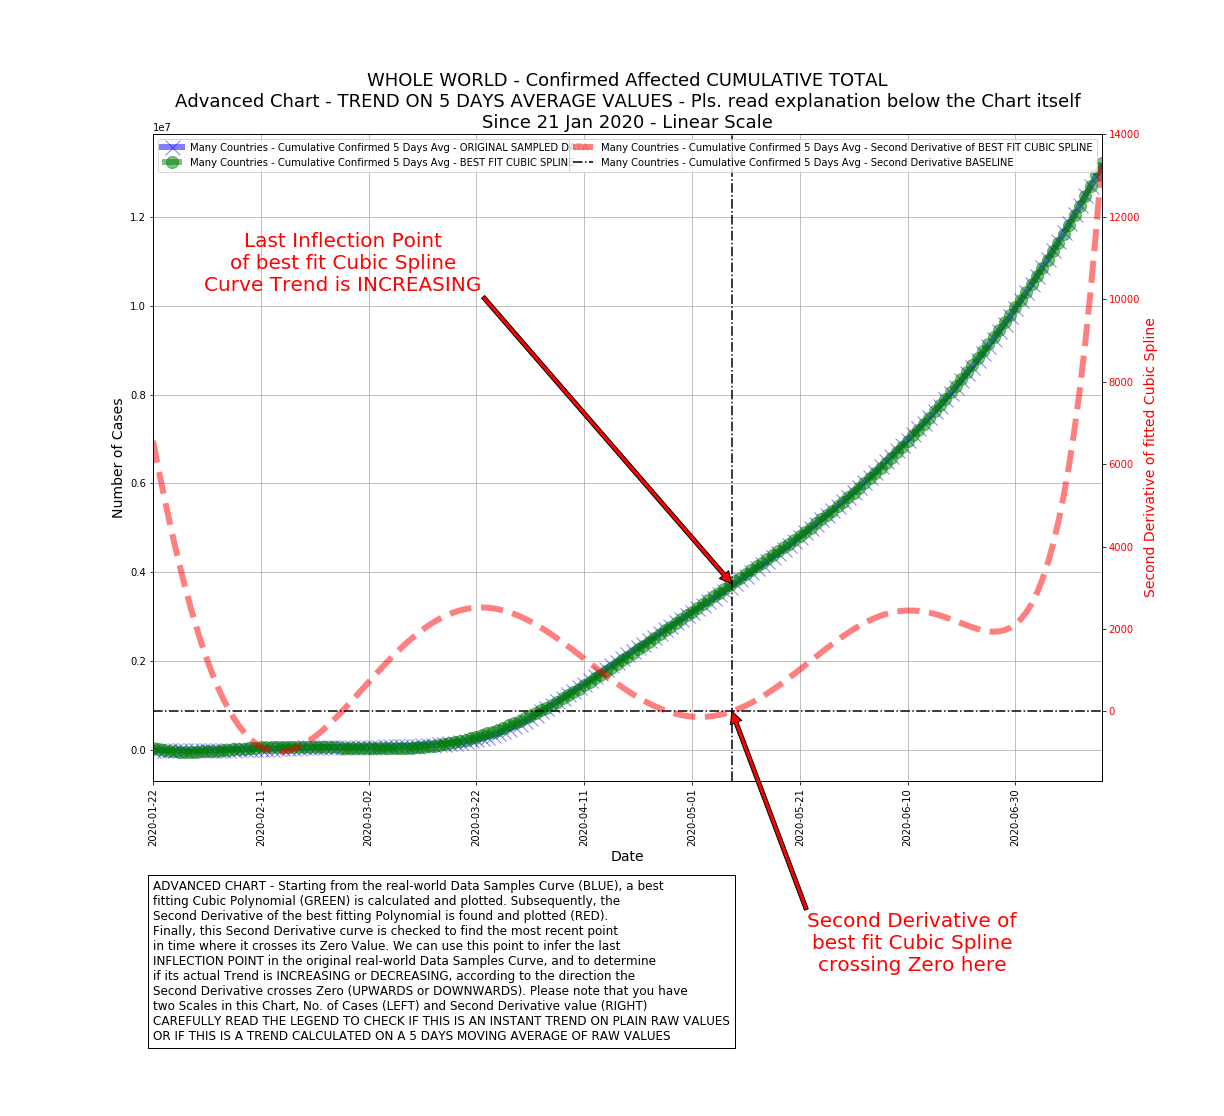 WHOLE WORLD - Confirmed Affected CUMULATIVE TOTAL
Advanced Chart - TREND ON 5 DAYS AVERAGE VALUES - Pls. read explanation below the Chart itself
Since 21 Jan 2020 - Linear Scale
1e7
Many Countries - Cumulative Confirmed 5 Days Avg - ORIGINAL SAMPLED DATA
Many Countries - Cumulative Confirmed 5 Days Avg - BEST FIT CUBIC SPLINE
Many Countries - Cumulative Confirmed 5 Days Avg - Second Derivative of BEST FIT CUBIC SPLINE
Many Countries - Cumulative Confirmed 5 Days Avg - Second Derivative BASELINE
Last Inflection Point
of best fit Cubic Spline
Curve Trend is INCREASING
Number of Cases
1.2
1.0
0.8
0.6
0.4
0.2
0.0
14000
12000
10000
8000
6000
4000
2000
0
Second Derivative of fitted Cubic Spline
2020-01-22
2020-02-11
2020-03-02
2020-03-22
2020-04-11
2020-05-01
2020-05-21
2020-06-10
2020-06-30
Date
ADVANCED CHART - Starting from the real-world Data Samples Curve (BLUE), a best
fitting Cubic Polynomial (GREEN) is calculated and plotted. Subsequently, the
Second Derivative of the best fitting Polynomial is found and plotted (RED).
Finally, this Second Derivative curve is checked to find the most recent point
in time where it crosses its Zero Value. We can use this point to infer the last
INFLECTION POINT in the original real-world Data Samples Curve, and to determine
if its actual Trend is INCREASING or DECREASING, according to the direction the
Second Derivative crosses Zero (UPWARDS or DOWNWARDS). Please note that you have
two Scales in this Chart, No. of Cases (LEFT) and Second Derivative value (RIGHT)
CAREFULLY READ THE LEGEND TO CHECK IF THIS IS AN INSTANT TREND ON PLAIN RAW VALUES
OR IF THIS IS A TREND CALCULATED ON A 5 DAYS MOVING AVERAGE OF RAW VALUES
Second Derivative of
best fit Cubic Spline
crossing Zero here